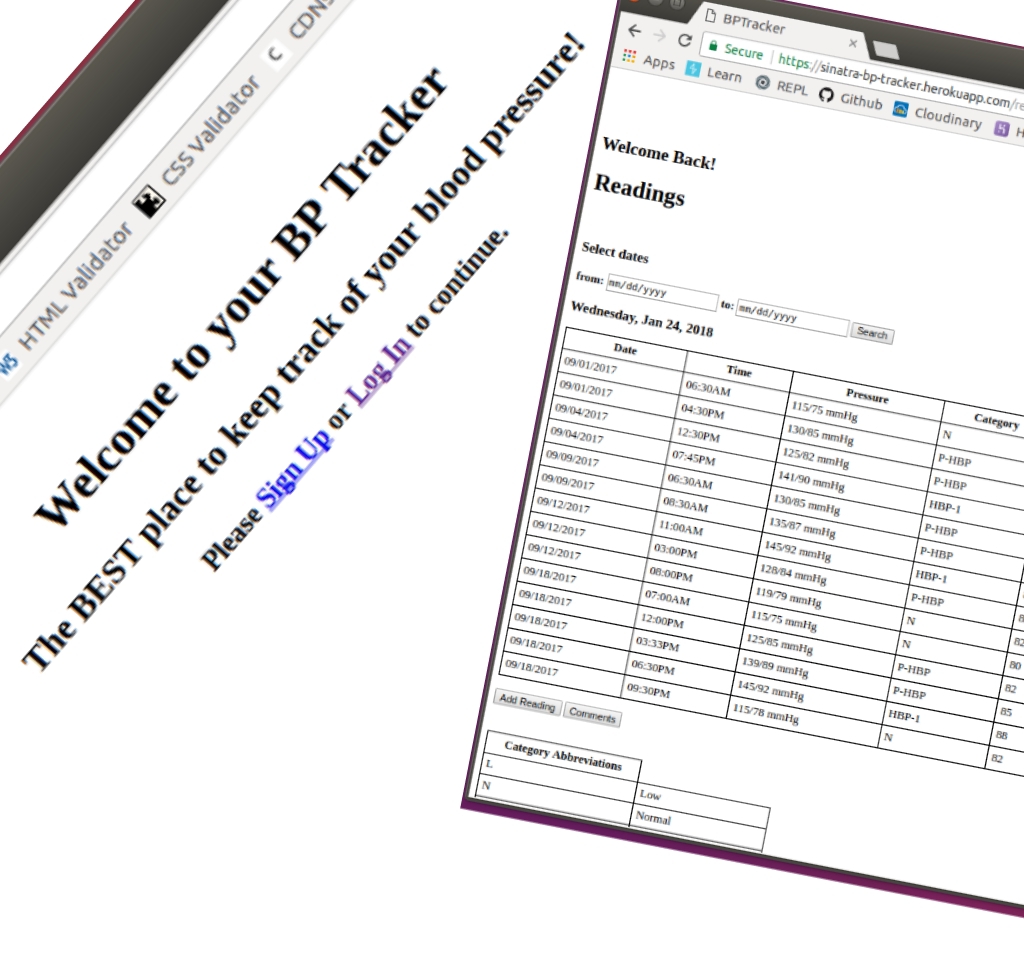 W3 HTML Validator CSS Validator C CDNS
Welcome to your BP Tracker
The BEST place to keep track of your blood pressure!
Please Sign Up or Log In to continue.
BPTracker
Secure https://sinatra-bp-tracker.herokuapp.com/re
Apps Learn REPL Github Cloudinary H
Welcome Back!
Readings
Select dates
from: mm/dd/yyyy to: mm/dd/yyyy Search
Wednesday, Jan 24, 2018
Date Time Pressure Category
09/01/2017 06:30AM 115/75 mmHg N
09/01/2017 04:30PM 130/85 mmHg P-HBP
09/04/2017 12:30PM 125/82 mmHg P-HBP
09/04/2017 07:45PM 141/90 mmHg HBP-1
09/09/2017 06:30AM 130/85 mmHg P-HBP
09/09/2017 08:30AM 135/87 mmHg P-HBP
09/12/2017 11:00AM 145/92 mmHg HBP-1
09/12/2017 03:00PM 128/84 mmHg P-HBP
09/12/2017 08:00PM 119/79 mmHg N 82
09/18/2017 07:00AM 115/75 mmHg N 80
09/18/2017 12:00PM 125/85 mmHg P-HBP 82
09/18/2017 03:33PM 139/89 mmHg P-HBP 85
09/18/2017 06:30PM 145/92 mmHg HBP-1 88
09/18/2017 09:30PM 115/78 mmHg N 82
Add Reading Comments
Category Abbreviations
L Low
N Normal